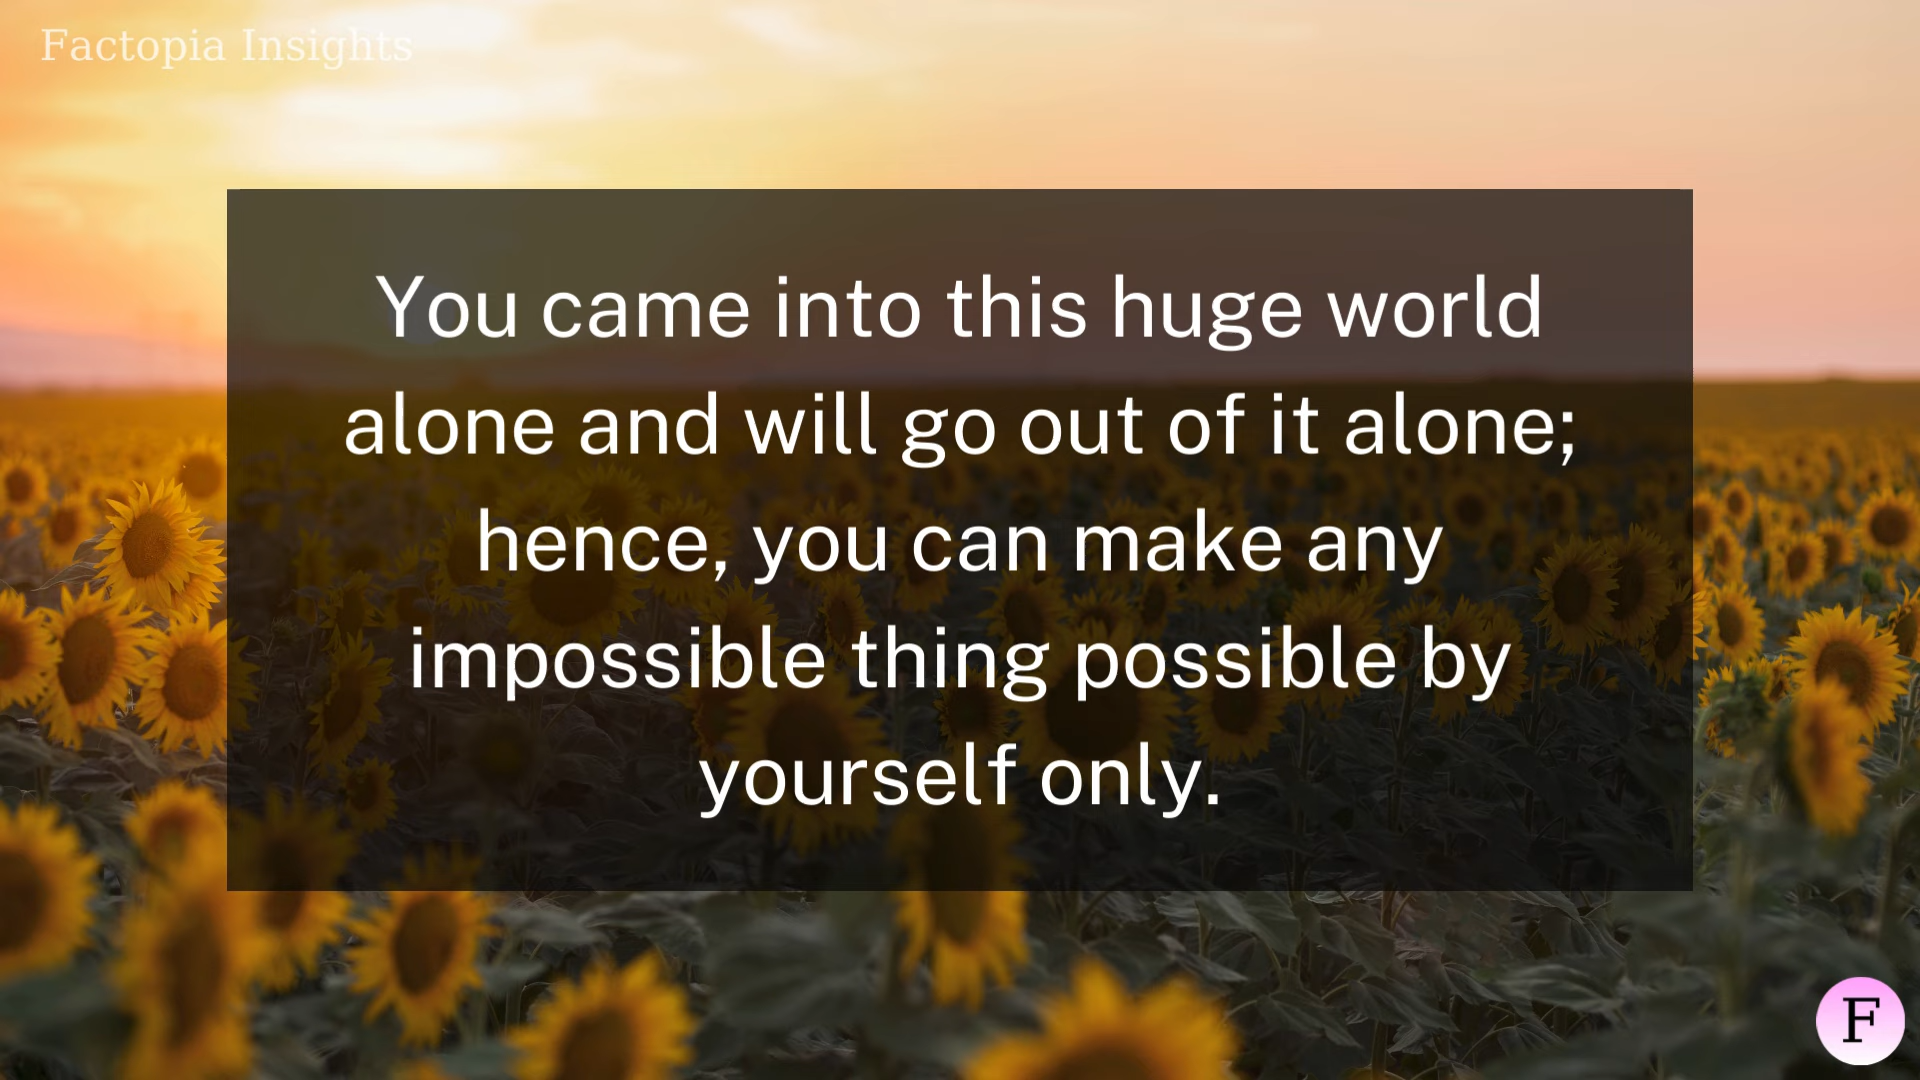 Factopia Insights
You came into this huge world
alone and will go out of it alone;
hence, you can make any
impossible thing possible by
yourself only.
F